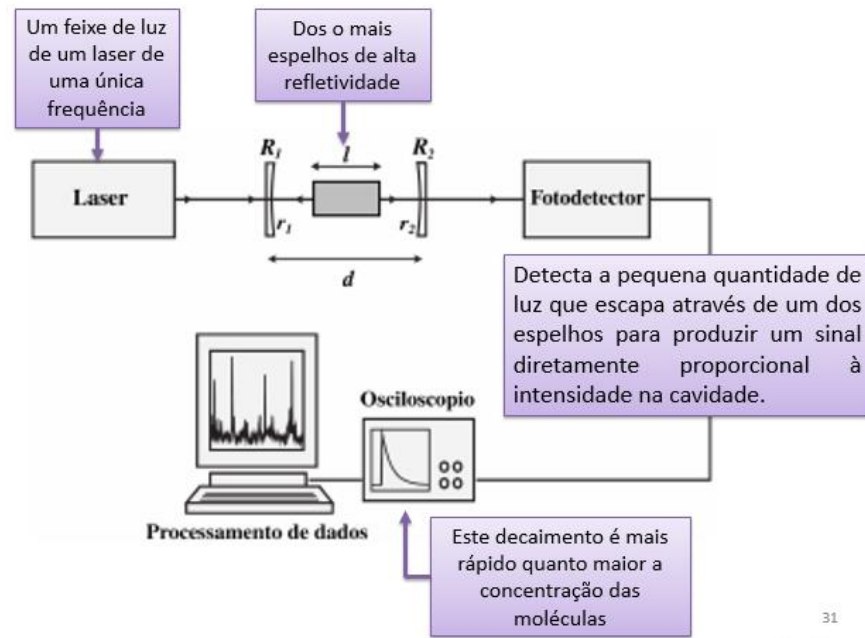 Um feixe de luz
de um laser de
uma única
frequência
Dos o mais
espelhos de alta
refletividade
Laser
R1
r1
l
R2
r2
d
Fotodetector
Detecta a pequena quantidade de
luz que escapa através de um dos
espelhos para produzir um sinal
diretamente proporcional à
intensidade na cavidade.
Osciloscopio
Processamento de dados
Este decaimento é mais
rápido quanto maior a
concentração das
moléculas
31